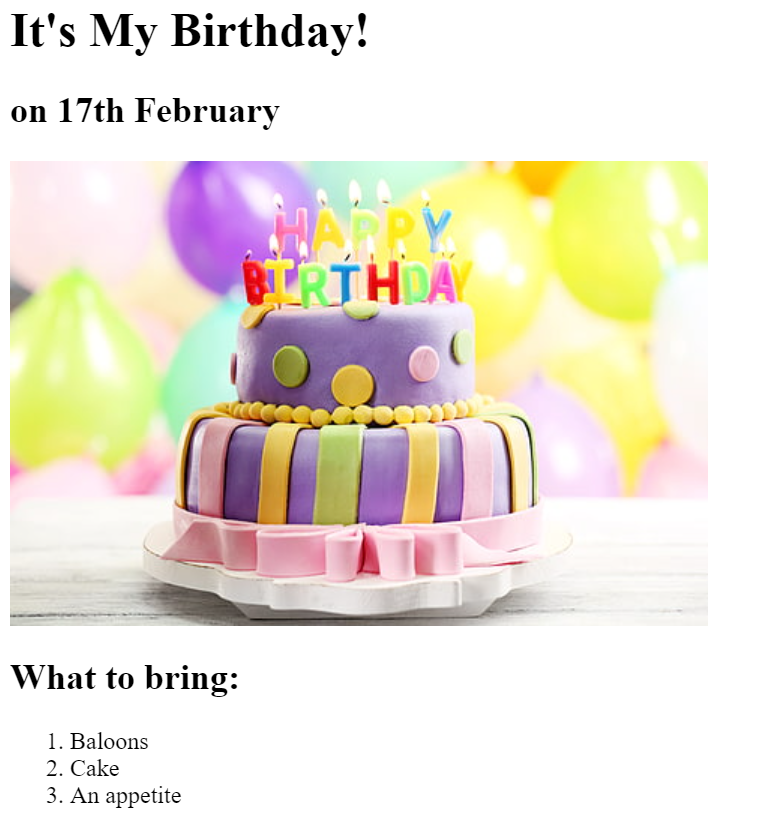 It's My Birthday!
on 17th February
HAPPY
BIRTHDAY
What to bring:
1. Baloons
2. Cake
3. An appetite